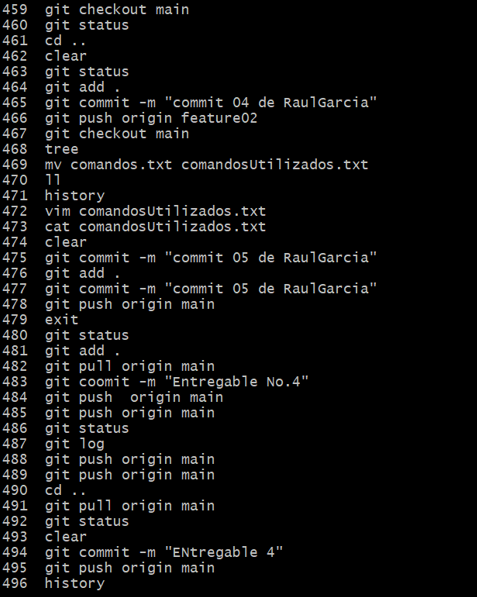 459  git checkout main
460  git status
461  cd ..
462  clear
463  git status
464  git add .
465  git commit -m "commit 04 de RaulGarcia"
466  git push origin feature02
467  git checkout main
468  tree
469  mv comandos.txt comandosUtilizados.txt
470  ll
471  history
472  vim comandosUtilizados.txt
473  cat comandosUtilizados.txt
474  clear
475  git commit -m "commit 05 de RaulGarcia"
476  git add .
477  git commit -m "commit 05 de RaulGarcia"
478  git push origin main
479  exit
480  git status
481  git add .
482  git pull origin main
483  git coomit -m "Entregable No.4"
484  git push  origin main
485  git push origin main
486  git status
487  git log
488  git push origin main
489  git push origin main
490  cd ..
491  git pull origin main
492  git status
493  clear
494  git commit -m "ENtregable 4"
495  git push origin main
496  history